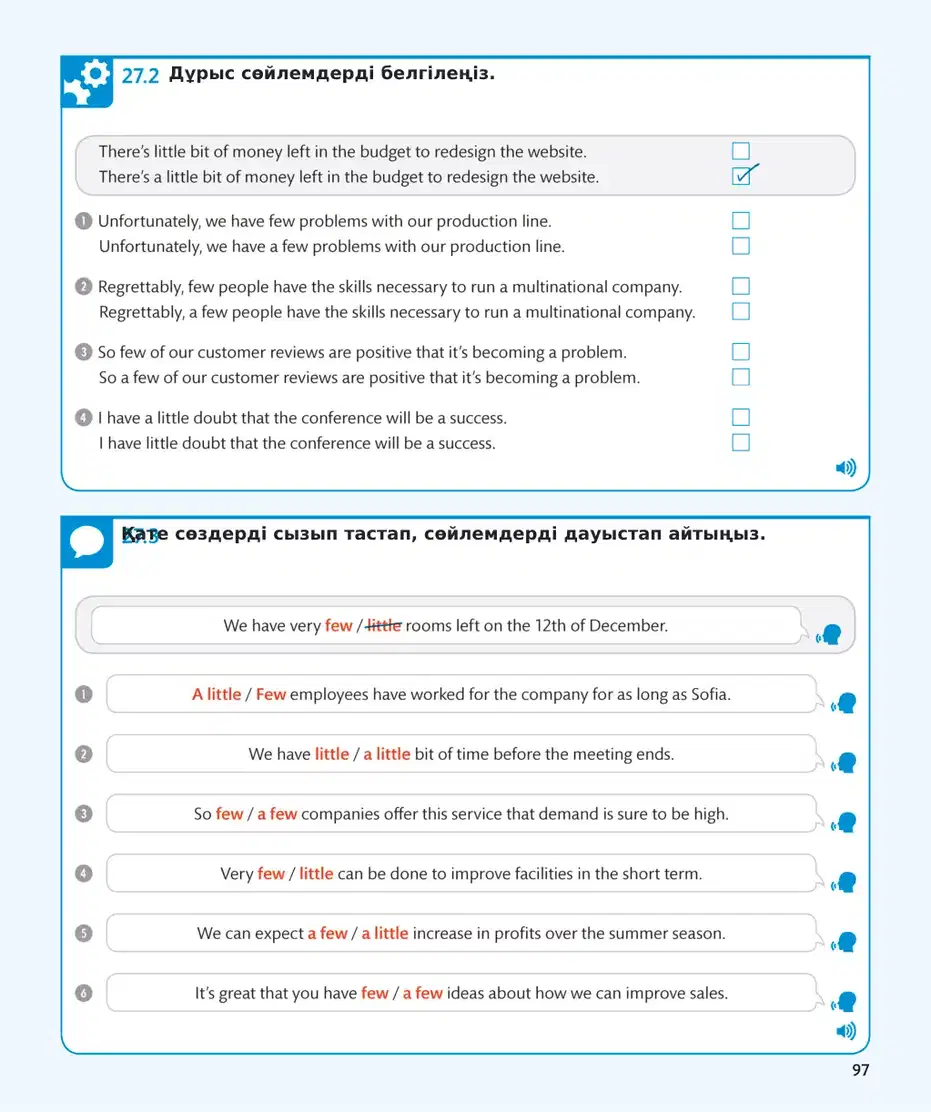 27.2 Дұрыс сөйлемдерді белгілеңіз.
There’s little bit of money left in the budget to redesign the website.
There’s a little bit of money left in the budget to redesign the website.
1 Unfortunately, we have few problems with our production line.
Unfortunately, we have a few problems with our production line.
2 Regrettably, few people have the skills necessary to run a multinational company.
Regrettably, a few people have the skills necessary to run a multinational company.
3 So few of our customer reviews are positive that it’s becoming a problem.
So a few of our customer reviews are positive that it’s becoming a problem.
4 I have a little doubt that the conference will be a success.
I have little doubt that the conference will be a success.
27.3 Қате сөздерді сызып тастап, сөйлемдерді дауыстап айтыңыз.
We have very few / little rooms left on the 12th of December.
1 A little / Few employees have worked for the company for as long as Sofia.
2 We have little / a little bit of time before the meeting ends.
3 So few / a few companies offer this service that demand is sure to be high.
4 Very few / little can be done to improve facilities in the short term.
5 We can expect a few / a little increase in profits over the summer season.
6 It’s great that you have few / a few ideas about how we can improve sales.
97